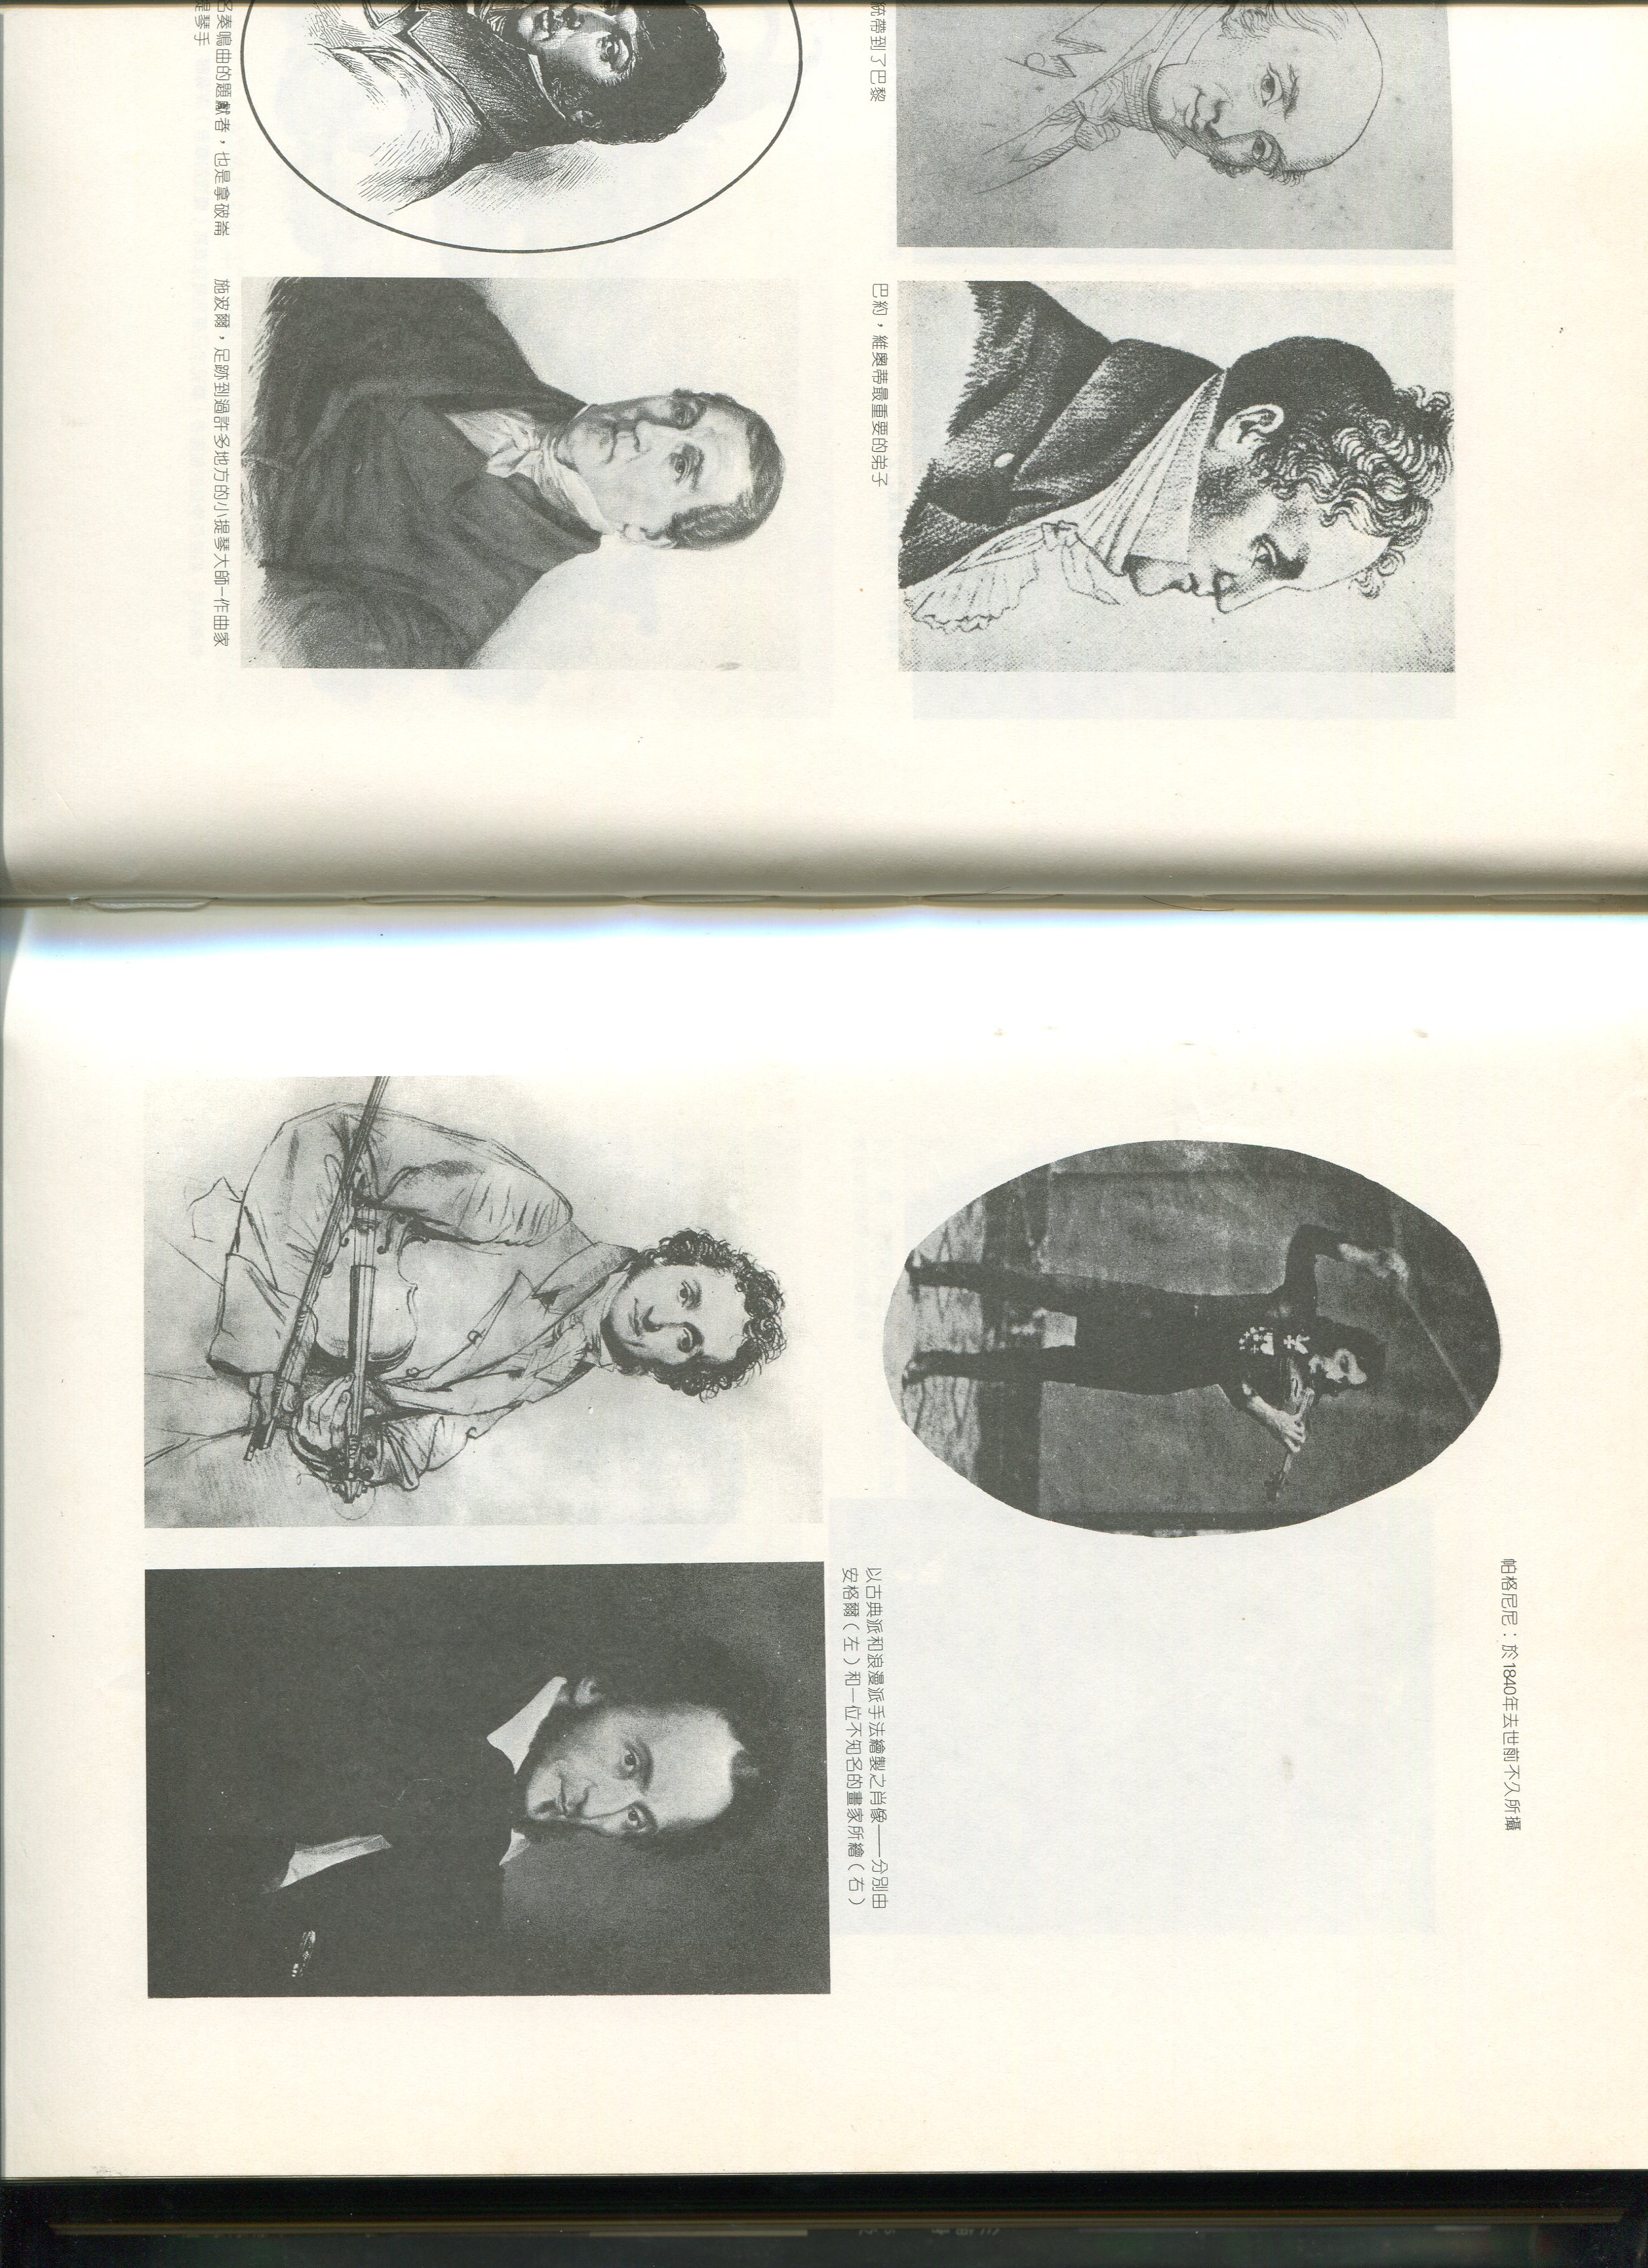 統帶到了巴黎
巴約，維奧蒂最重要的弟子
名奏鳴曲的題獻者，也是拿破崙
提琴手
施波爾，足跡到過許多地方的小提琴大師－作曲家
帕格尼尼：於1840年去世前不久所攝
以古典派和浪漫派手法繪製之肖像——分別由
安格爾（左）和一位不知名的畫家所繪（右）